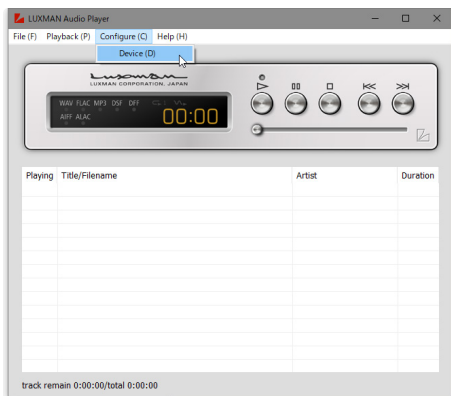 LUXMAN Audio Player
File (F) Playback (P) Configure (C) Help (H)
Device (D)
Luxman
LUXMAN CORPORATION, JAPAN
WAV FLAC MP3 DSF DFF
AIFF ALAC
00:00
Playing Title/Filename Artist Duration
track remain 0:00:00/total 0:00:00